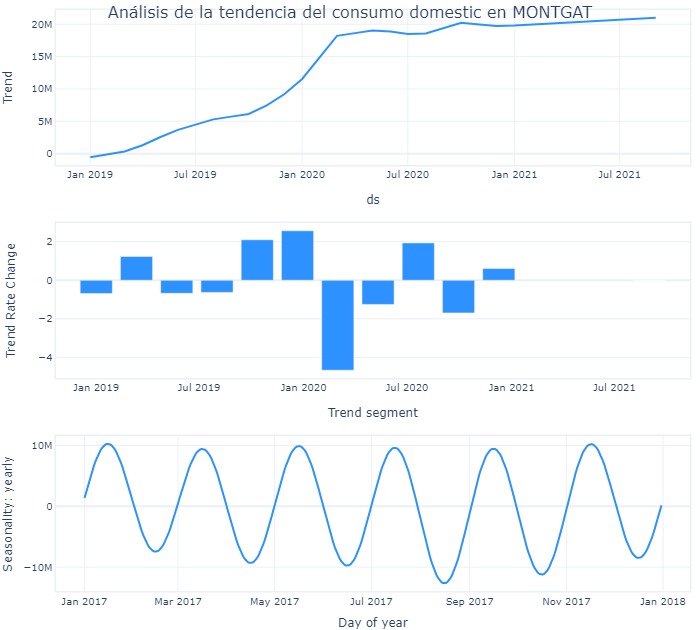 Análisis de la tendencia del consumo domestic en MONTGAT
20M
15M
10M
5M
0
Trend
Jan 2019 Jul 2019 Jan 2020 Jul 2020 Jan 2021 Jul 2021
ds
2
0
−2
−4
Trend Rate Change
Jan 2019 Jul 2019 Jan 2020 Jul 2020 Jan 2021 Jul 2021
Trend segment
10M
0
−10M
Seasonality: yearly
Jan 2017 Mar 2017 May 2017 Jul 2017 Sep 2017 Nov 2017 Jan 2018
Day of year